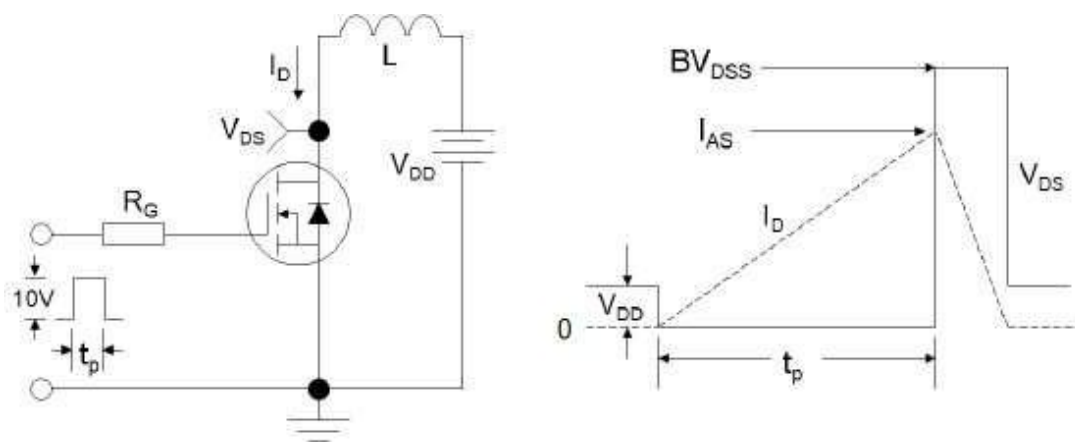 L
I_D
V_DS
V_DD
R_G
10V
t_p
BV_DSS
I_AS
V_DS
I_D
V_DD
0
t_p